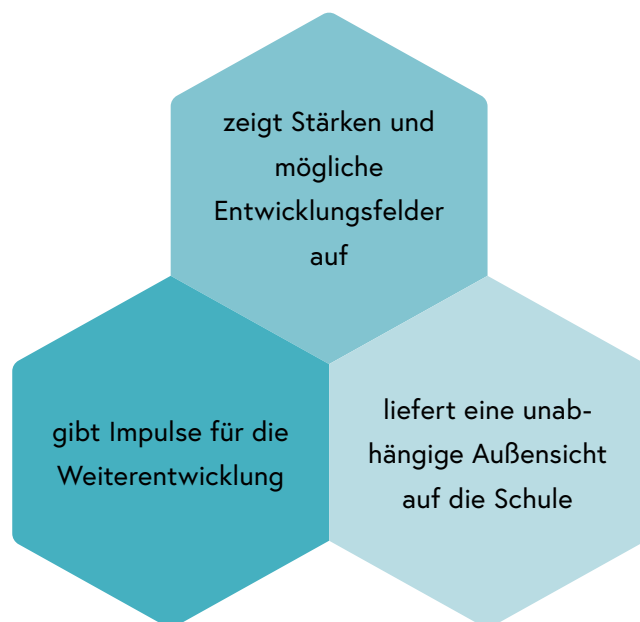 zeigt Stärken und
mögliche
Entwicklungsfelder
auf
gibt Impulse für die
Weiterentwicklung
liefert eine unab-
hängige Außensicht
auf die Schule